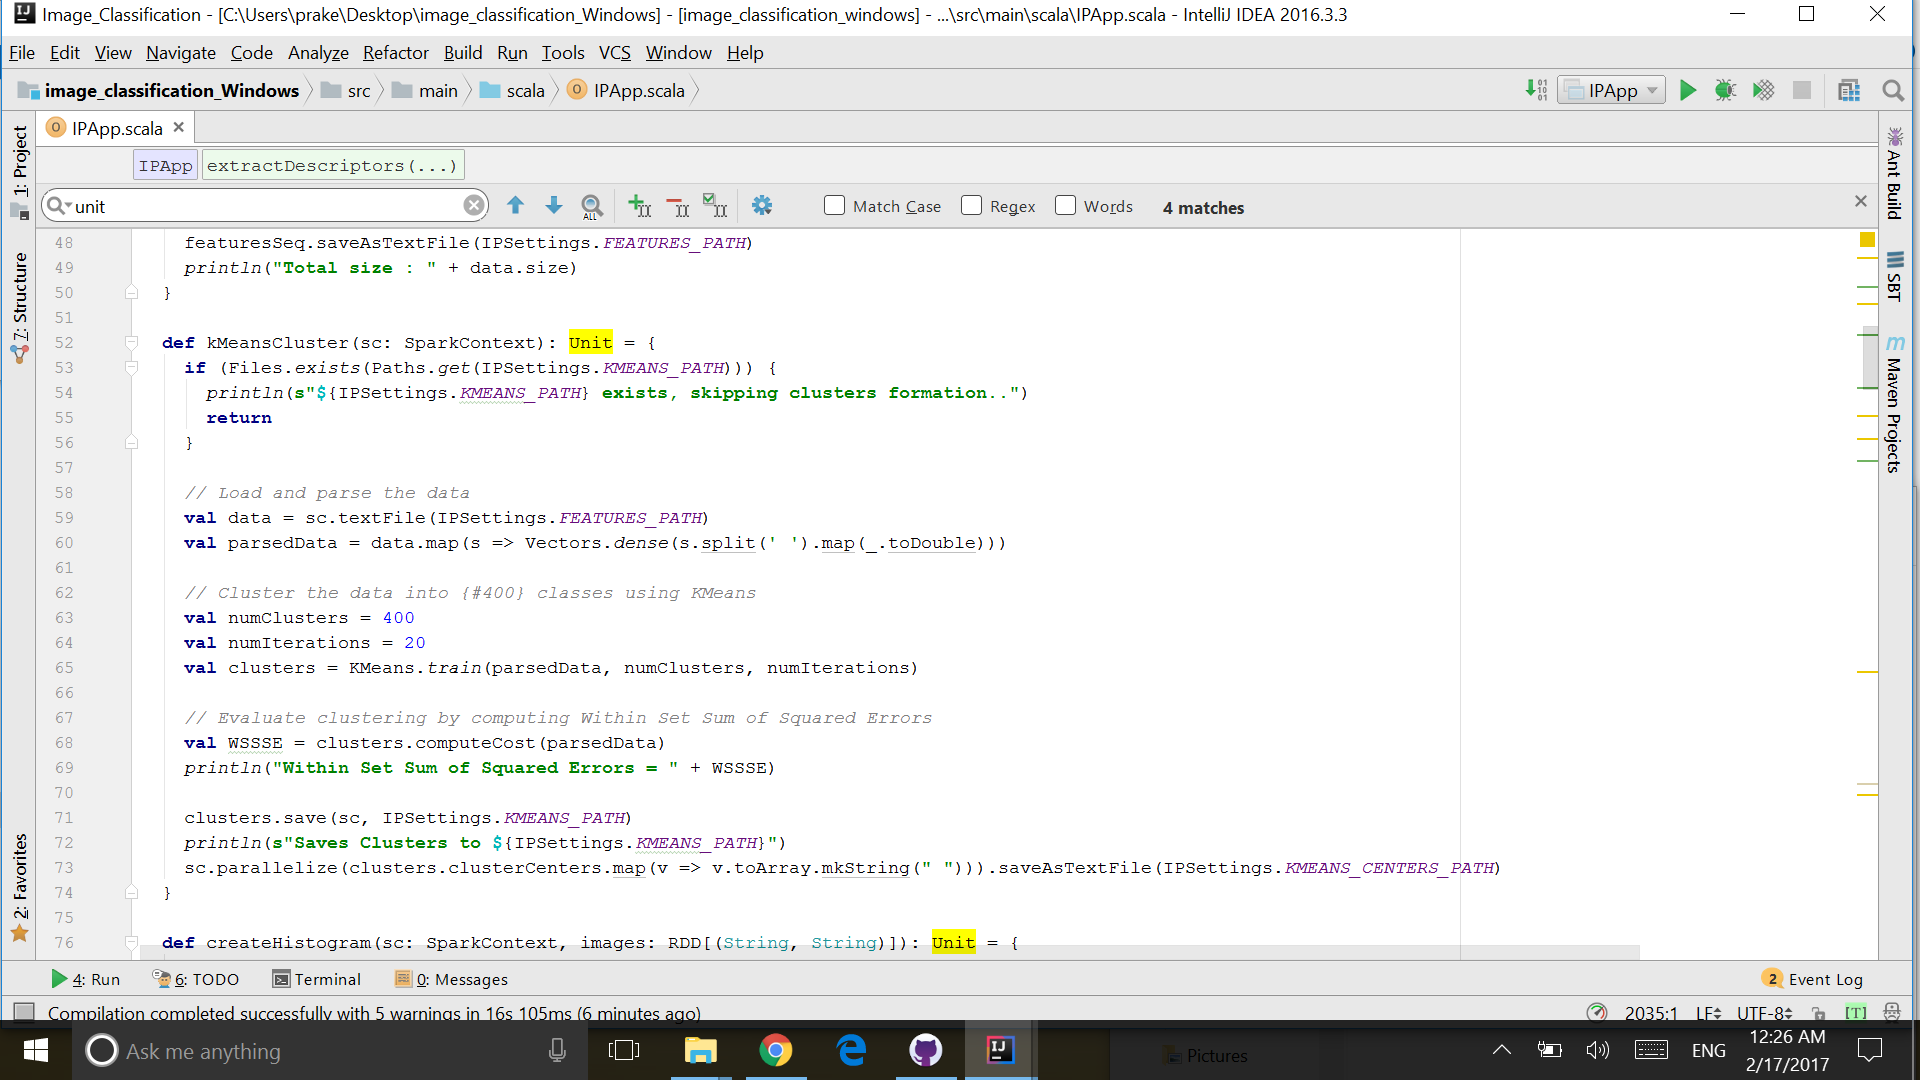 Image_Classification - [C:\Users\prake\Desktop\image_classification_Windows] - [image_classification_windows] - ...\src\main\scala\IPApp.scala - IntelliJ IDEA 2016.3.3
File Edit View Navigate Code Analyze Refactor Build Run Tools VCS Window Help
image_classification_Windows src main scala IPApp.scala IPApp
IPApp.scala
IPApp extractDescriptors(...)
unit ALL Match Case Regex Words 4 matches
48 featuresSeq.saveAsTextFile(IPSettings.FEATURES_PATH)
49 println("Total size : " + data.size)
50 }
51
52 def kMeansCluster(sc: SparkContext): Unit = {
53 if (Files.exists(Paths.get(IPSettings.KMEANS_PATH))) {
54 println(s"${IPSettings.KMEANS_PATH} exists, skipping clusters formation..")
55 return
56 }
57
58 // Load and parse the data
59 val data = sc.textFile(IPSettings.FEATURES_PATH)
60 val parsedData = data.map(s => Vectors.dense(s.split(' ').map(_.toDouble)))
61
62 // Cluster the data into {#400} classes using KMeans
63 val numClusters = 400
64 val numIterations = 20
65 val clusters = KMeans.train(parsedData, numClusters, numIterations)
66
67 // Evaluate clustering by computing Within Set Sum of Squared Errors
68 val WSSSE = clusters.computeCost(parsedData)
69 println("Within Set Sum of Squared Errors = " + WSSSE)
70
71 clusters.save(sc, IPSettings.KMEANS_PATH)
72 println(s"Saves Clusters to ${IPSettings.KMEANS_PATH}")
73 sc.parallelize(clusters.clusterCenters.map(v => v.toArray.mkString(" "))).saveAsTextFile(IPSettings.KMEANS_CENTERS_PATH)
74 }
75
76 def createHistogram(sc: SparkContext, images: RDD[(String, String)]): Unit = {
1: Project
7: Structure
2: Favorites
Ant Build
SBT
Maven Projects
4: Run 6: TODO Terminal 0: Messages 2 Event Log
Compilation completed successfully with 5 warnings in 16s 105ms (6 minutes ago) 2035:1 LF UTF-8 [T]
Ask me anything Pictures ENG 12:26 AM
2/17/2017